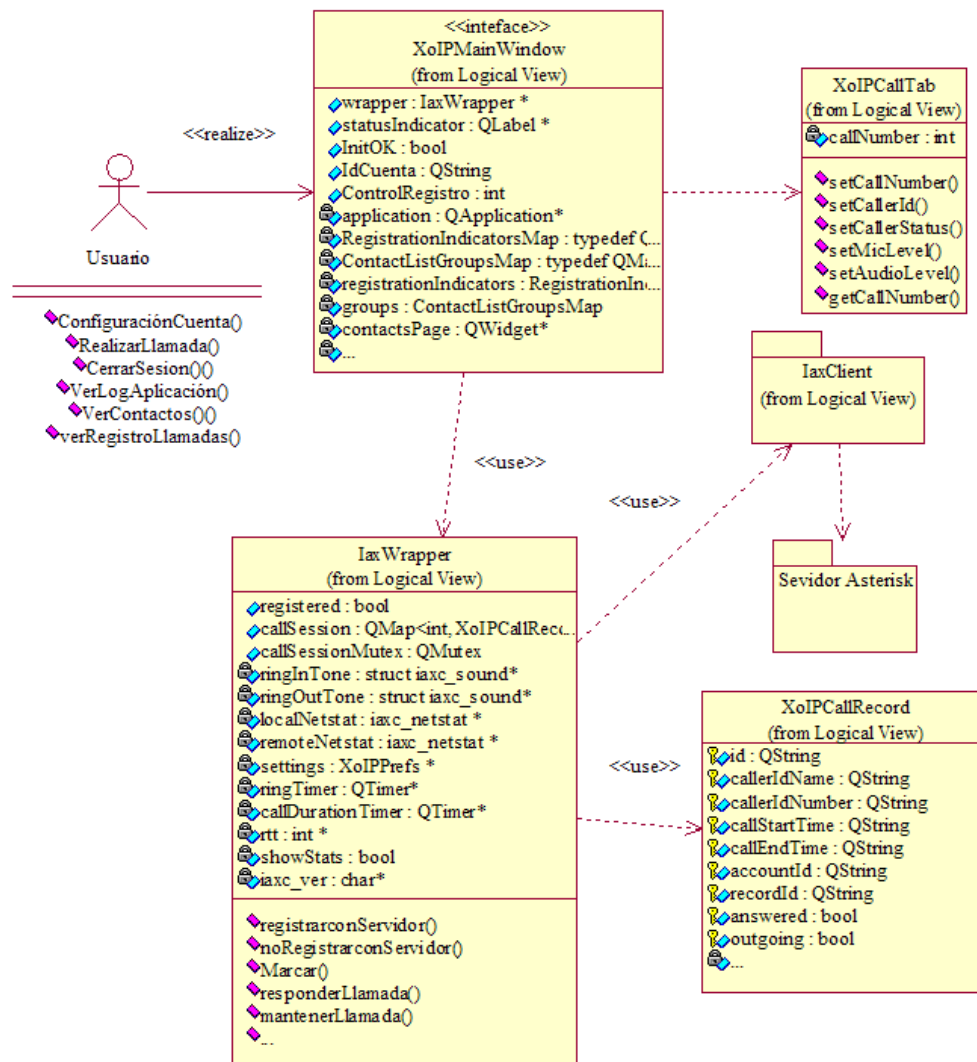 <<inteface>>
XoIPMainWindow
(from Logical View)
wrapper : IaxWrapper *
statusIndicator : QLabel *
InitOK : bool
IdCuenta : QString
ControlRegistro : int
application : QApplication*
RegistrationIndicatorsMap : typedef Q...
ContactListGroupsMap : typedef QMa...
registrationIndicators : RegistrationInd...
groups : ContactListGroupsMap
contactsPage : QWidget*
...
XoIPCallTab
(from Logical View)
callNumber : int
setCallNumber()
setCallerId()
setCallerStatus()
setMicLevel()
setAudioLevel()
getCallNumber()
<<realize>>
Usuario
ConfiguraciónCuenta()
RealizarLlamada()
CerrarSesion()()
VerLogAplicación()
VerContactos()()
verRegistroLlamadas()
IaxClient
(from Logical View)
<<use>>
<<use>>
Sevidor Asterisk
IaxWrapper
(from Logical View)
registered : bool
callSession : QMap<int, XoIPCallReco...
callSessionMutex : QMutex
ringInTone : struct iaxc_sound*
ringOutTone : struct iaxc_sound*
localNetstat : iaxc_netstat *
remoteNetstat : iaxc_netstat *
settings : XoIPPrefs *
ringTimer : QTimer*
callDurationTimer : QTimer*
rtt : int *
showStats : bool
iaxc_ver : char*
registrarconServidor()
noRegistrarconServidor()
Marcar()
responderLlamada()
mantenerLlamada()
...
<<use>>
XoIPCallRecord
(from Logical View)
id : QString
callerIdName : QString
callerIdNumber : QString
callStartTime : QString
callEndTime : QString
accountId : QString
recordId : QString
answered : bool
outgoing : bool
...